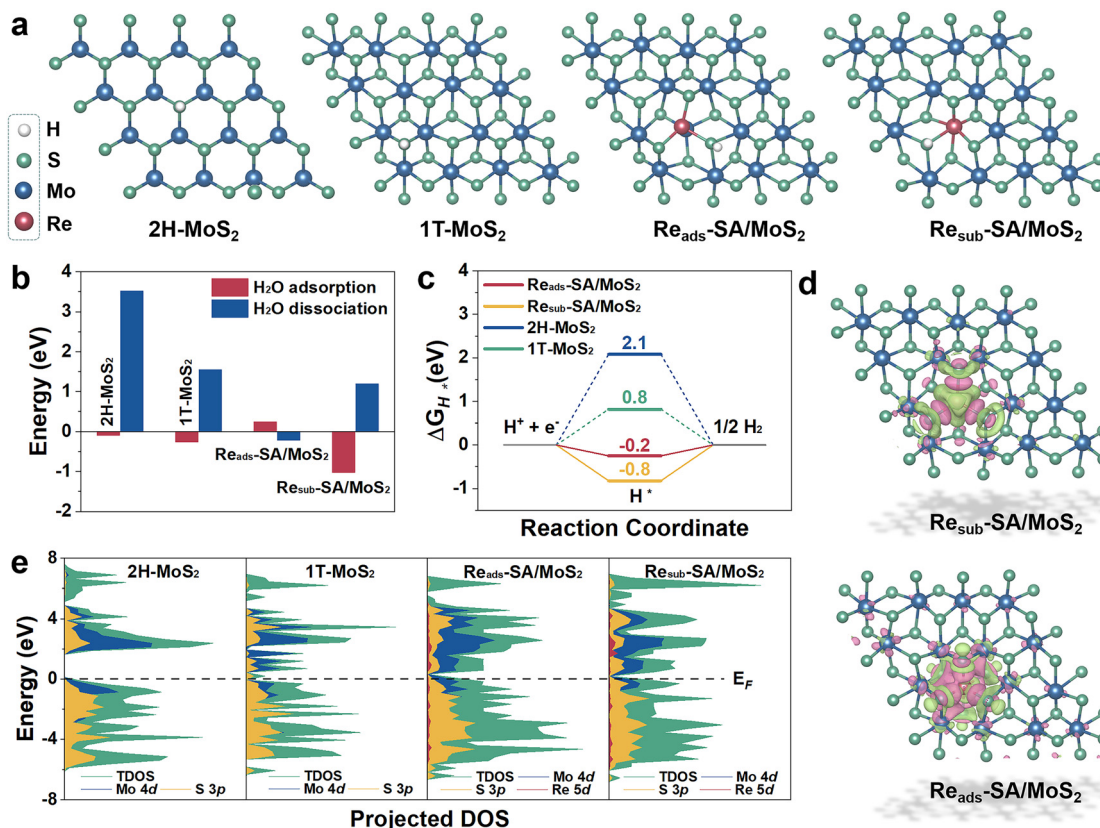 a
H
S
Mo
Re
2H-MoS₂
1T-MoS₂
Reads-SA/MoS₂
Resub-SA/MoS₂
b
Energy (eV)
4
3
2
1
0
-1
-2
H₂O adsorption
H₂O dissociation
2H-MoS₂
1T-MoS₂
Reads-SA/MoS₂
Resub-SA/MoS₂
c
ΔG_H*(eV)
4
3
2
1
0
-1
Reads-SA/MoS₂
Resub-SA/MoS₂
2H-MoS₂
1T-MoS₂
2.1
0.8
H⁺ + e⁻
1/2 H₂
-0.2
-0.8
H *
Reaction Coordinate
d
Resub-SA/MoS₂
Reads-SA/MoS₂
e
Energy (eV)
8
4
0
-4
-8
2H-MoS₂
1T-MoS₂
Reads-SA/MoS₂
Resub-SA/MoS₂
E_F
TDOS
Mo 4d S 3p
TDOS
Mo 4d S 3p
TDOS Mo 4d
S 3p Re 5d
TDOS Mo 4d
S 3p Re 5d
Projected DOS